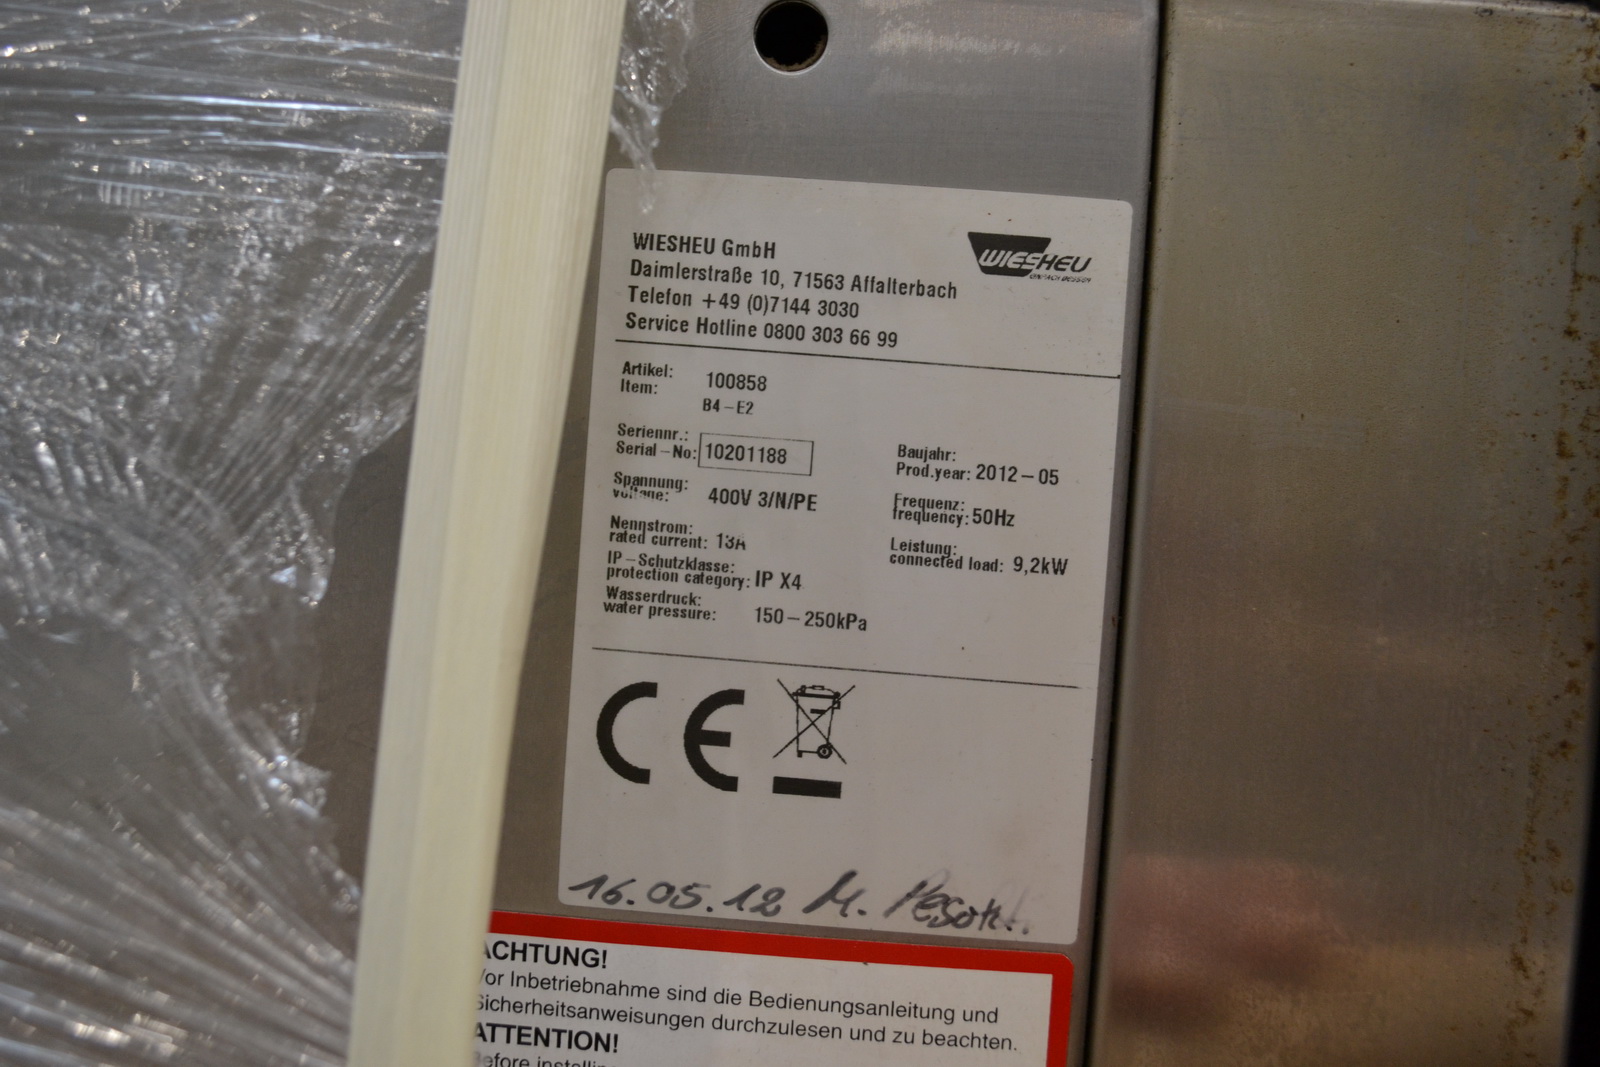 WIESHEU GmbH
Daimlerstraße 10, 71563 Affalterbach
Telefon +49 (0)7144 3030
Service Hotline 0800 303 66 99
WIESHEU
Artikel:
Item: 100858
B4-E2
Seriennr.:
Serial-No: 10201188
Baujahr:
Prod.year: 2012-05
Spannung:
voltage: 400V 3/N/PE
Frequenz:
frequency: 50Hz
Nennstrom:
rated current: 13A
Leistung:
connected load: 9,2kW
IP-Schutzklasse:
protection category: IP X4
Wasserdruck:
water pressure: 150-250kPa
CE
16.05.12 M.
ACHTUNG!
Vor Inbetriebnahme sind die Bedienungsanleitung und
Sicherheitsanweisungen durchzulesen und zu beachten.
ATTENTION!
Before